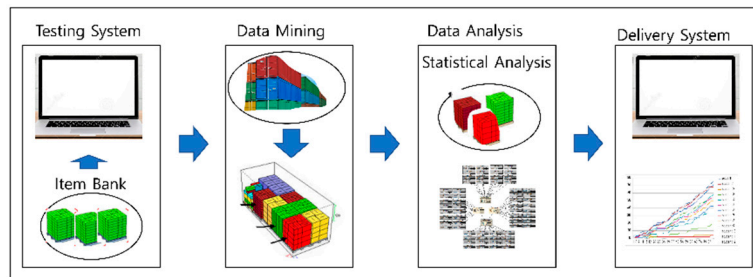 Testing System
Data Mining
Data Analysis
Delivery System
Statistical Analysis
Item Bank